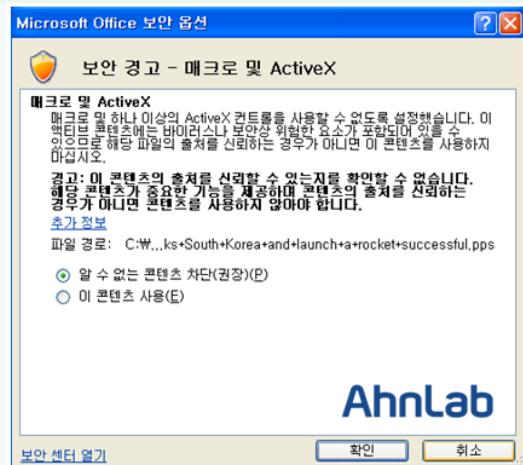 Microsoft Office 보안 옵션
보안 경고 - 매크로 및 ActiveX
매크로 및 ActiveX
매크로 및 하나 이상의 ActiveX 컨트롤을 사용할 수 없도록 설정했습니다. 이
액티브 콘텐츠에는 바이러스나 보안상 위험한 요소가 포함되어 있을 수
있으므로 해당 파일의 출처를 신뢰하는 경우가 아니면 이 콘텐츠를 사용하지
마십시오.
경고: 이 콘텐츠의 출처를 신뢰할 수 있는지를 확인할 수 없습니다.
해당 콘텐츠가 중요한 기능을 제공하며 콘텐츠의 출처를 신뢰하는
경우가 아니면 콘텐츠를 사용하지 않아야 합니다.
추가 정보
파일 경로: C:₩...ks+South+Korea+and+launch+a+rocket+successful.pps
알 수 없는 콘텐츠 차단(권장)(P)
이 콘텐츠 사용(E)
AhnLab
보안 센터 열기
확인
취소